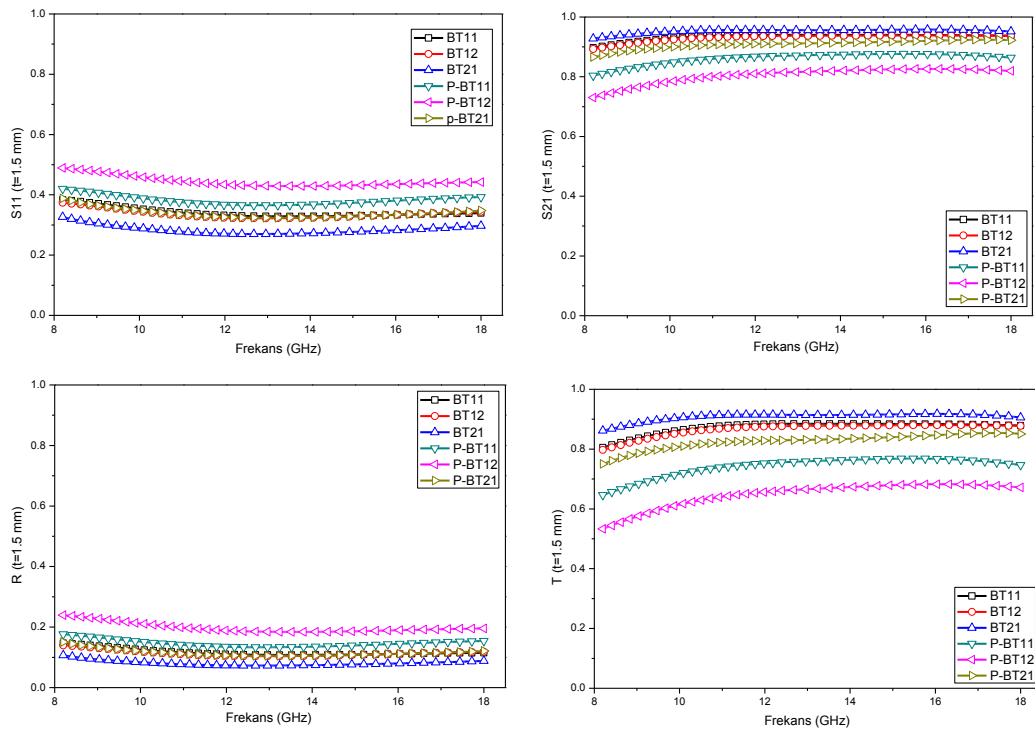 1.0
0.8
0.6
0.4
0.2
0.0
S11 (t=1.5 mm)
8
10
12
14
16
18
Frekans (GHz)
BT11
BT12
BT21
P-BT11
P-BT12
p-BT21
1.0
0.8
0.6
0.4
0.2
0.0
S21 (t=1.5 mm)
8
10
12
14
16
18
Frekans (GHz)
BT11
BT12
BT21
P-BT11
P-BT12
P-BT21
1.0
0.8
0.6
0.4
0.2
0.0
R (t=1.5 mm)
8
10
12
14
16
18
Frekans (GHz)
BT11
BT12
BT21
P-BT11
P-BT12
P-BT21
1.0
0.8
0.6
0.4
0.2
0.0
T (t=1.5 mm)
8
10
12
14
16
18
Frekans (GHz)
BT11
BT12
BT21
P-BT11
P-BT12
P-BT21